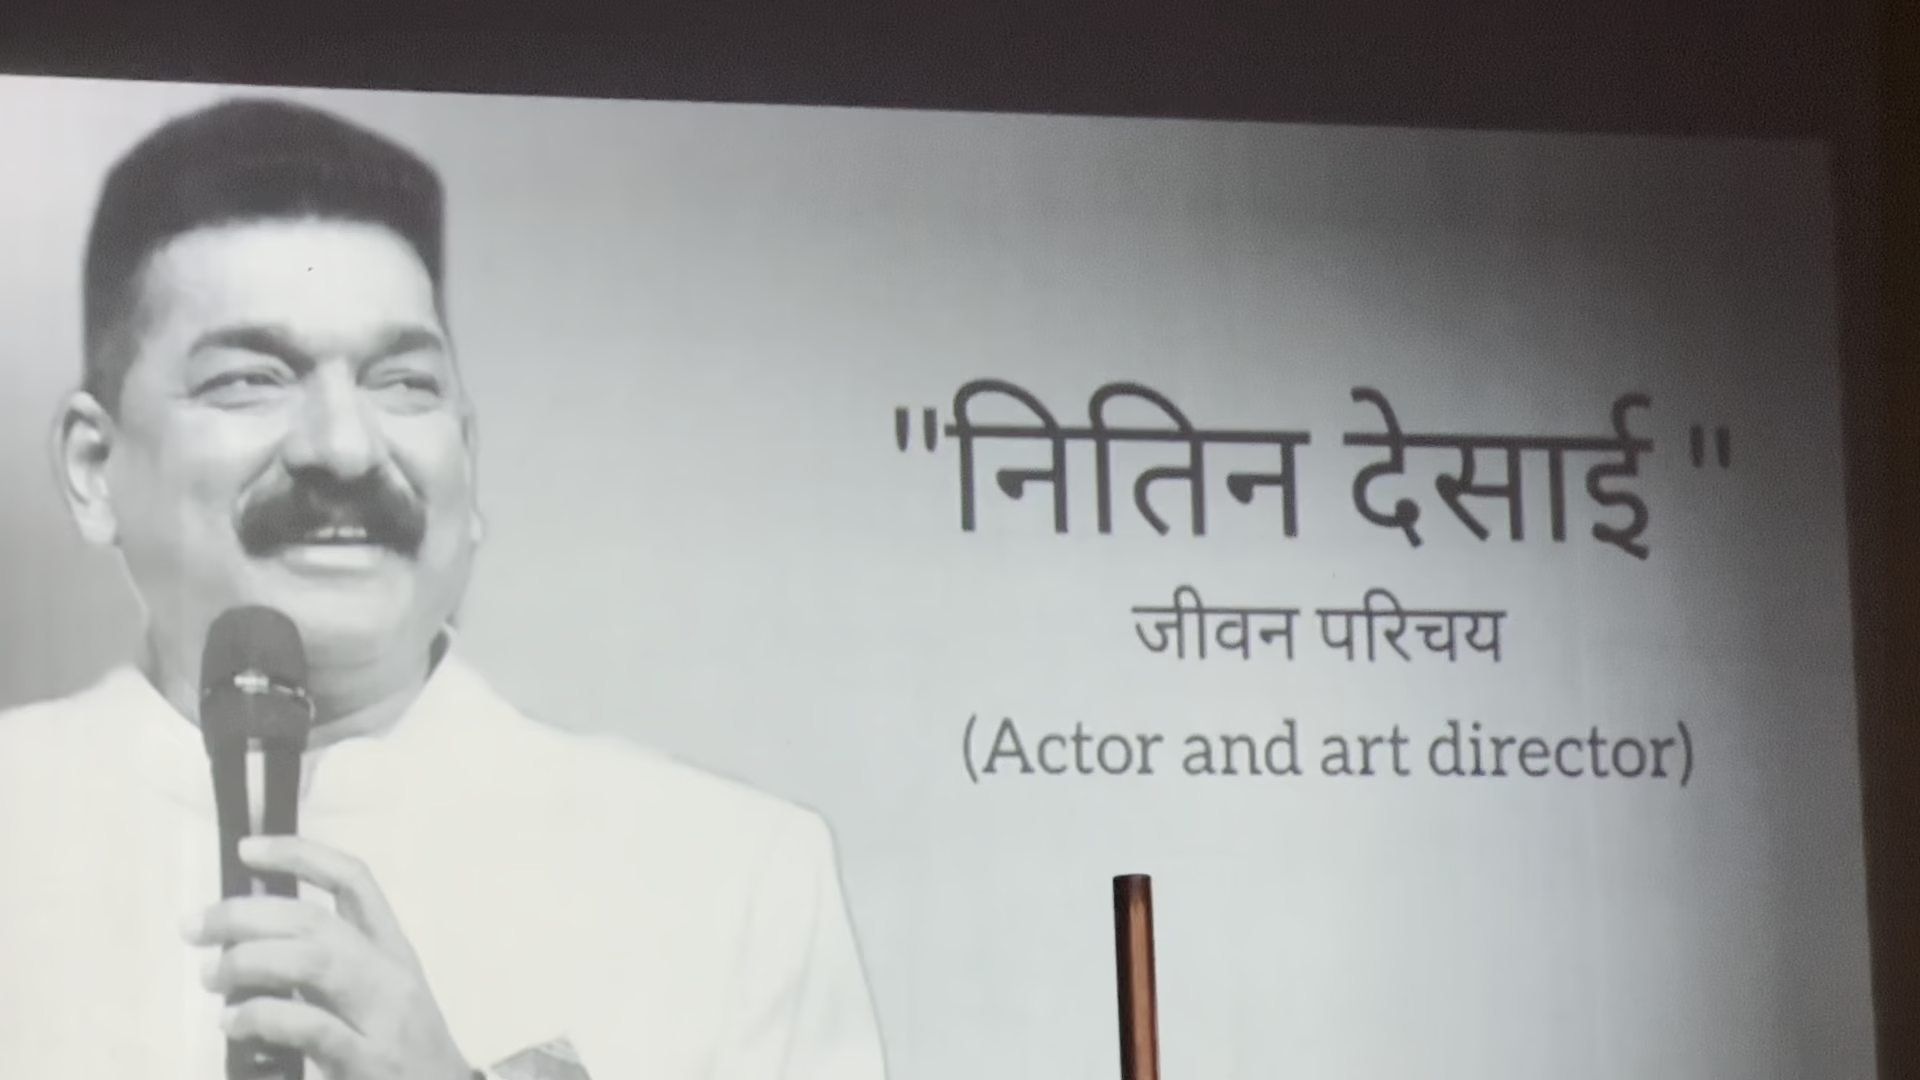 "नितिन देसाई "
जीवन परिचय
(Actor and art director)